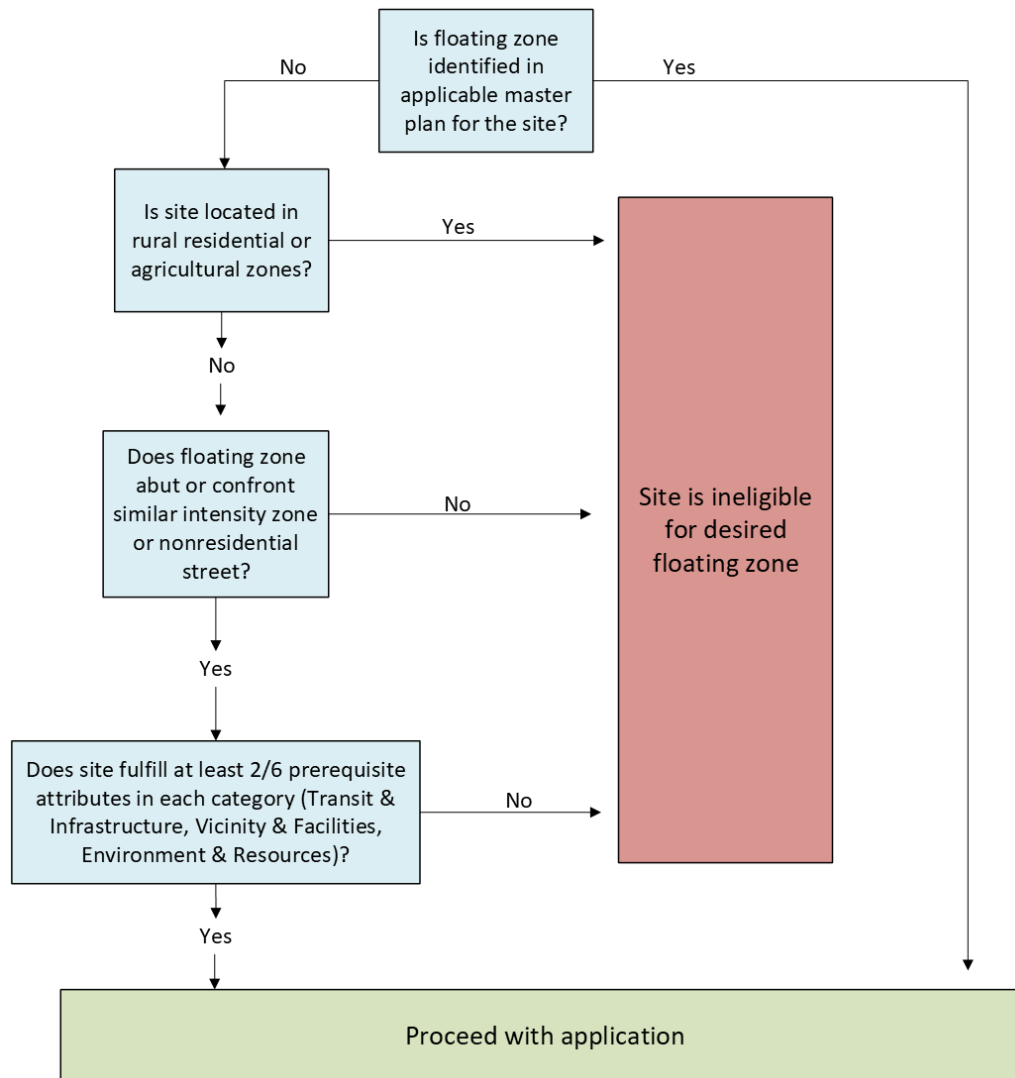 Is floating zone
identified in
applicable master
plan for the site?
No
Yes
Is site located in
rural residential or
agricultural zones?
Yes
No
Does floating zone
abut or confront
similar intensity zone
or nonresidential
street?
No
Site is ineligible
for desired
floating zone
Yes
Does site fulfill at least 2/6 prerequisite
attributes in each category (Transit &
Infrastructure, Vicinity & Facilities,
Environment & Resources)?
No
Yes
Proceed with application